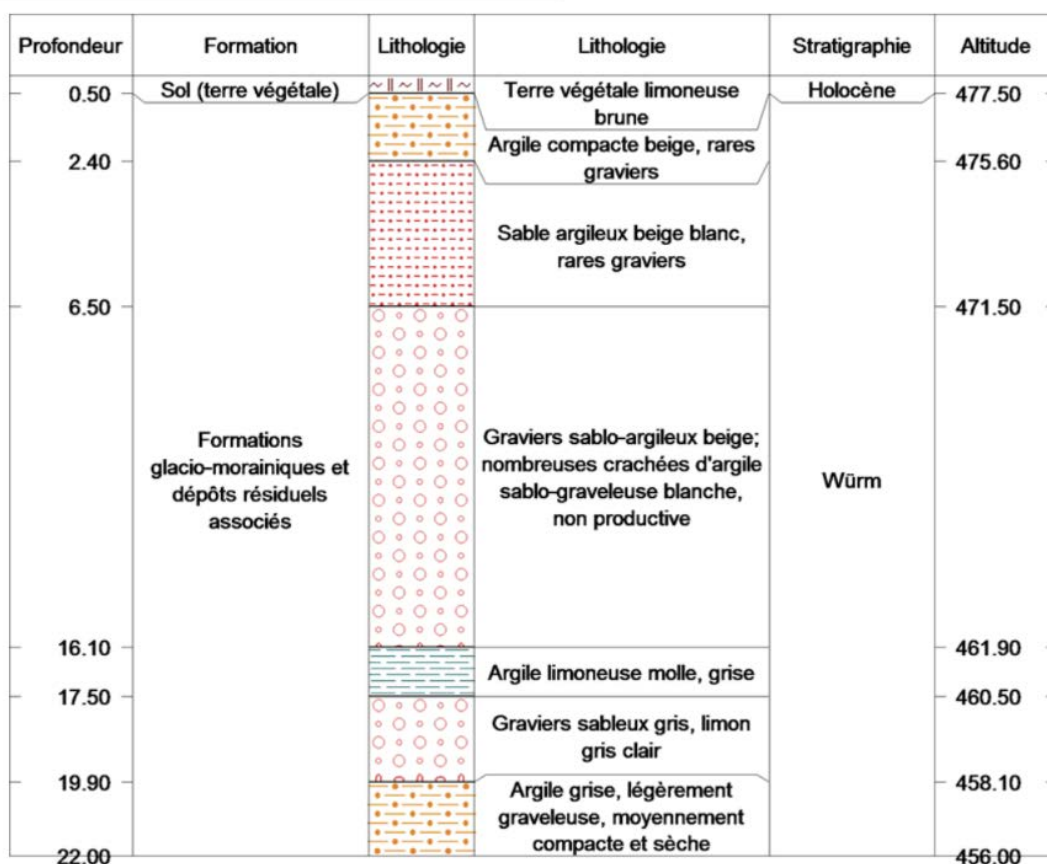 Profondeur
Formation
Lithologie
Lithologie
Stratigraphie
Altitude
0.50
Sol (terre végétale)
Terre végétale limoneuse
brune
Holocène
477.50
Argile compacte beige, rares
graviers
2.40
475.60
Sable argileux beige blanc,
rares graviers
6.50
471.50
Formations
glacio-morainiques et
dépôts résiduels
associés
Graviers sablo-argileux beige;
nombreuses crachées d'argile
sablo-graveleuse blanche,
non productive
Würm
16.10
461.90
Argile limoneuse molle, grise
17.50
460.50
Graviers sableux gris, limon
gris clair
19.90
458.10
Argile grise, légèrement
graveleuse, moyennement
compacte et sèche
22.00
456.00